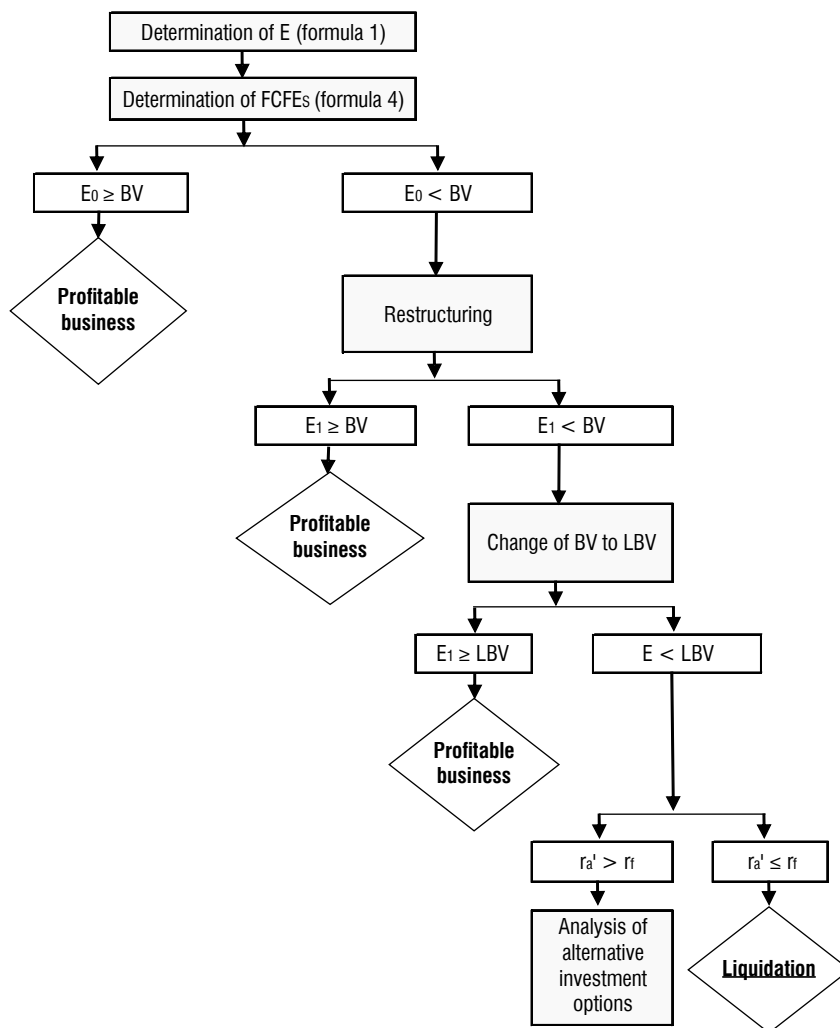 Determination of E (formula 1)
Determination of FCFEs (formula 4)
E0 ≥ BV
E0 < BV
Profitable
business
Restructuring
E1 ≥ BV
E1 < BV
Profitable
business
Change of BV to LBV
E1 ≥ LBV
E < LBV
Profitable
business
ra' > rf
ra' ≤ rf
Analysis of
alternative
investment
options
Liquidation